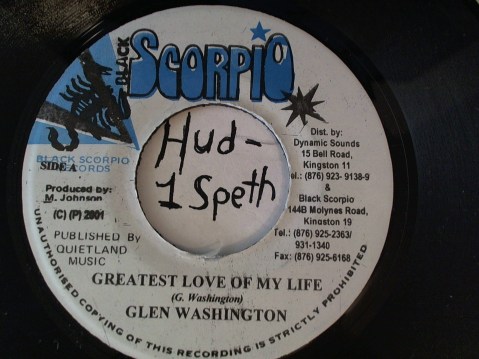 BLACK
SCORPIO
BLACK SCORPIO
RECORDS
SIDE A
Produced by:
M. Johnson
(C) (P) 2001
PUBLISHED BY
QUIETLAND
MUSIC
Hud-
1 Speth
Dist. by:
Dynamic Sounds
15 Bell Road,
Kingston 11
Tel.: (876) 923- 9138-9
&
Black Scorpio
144B Molynes Road,
Kingston 19
Tel.: (876) 925-2363/
931-1340
Fax: (876) 925-6168
GREATEST LOVE OF MY LIFE
(G. Washington)
GLEN WASHINGTON
UNAUTHORISED COPYING OF THIS RECORDING IS STRICTLY PROHIBITED